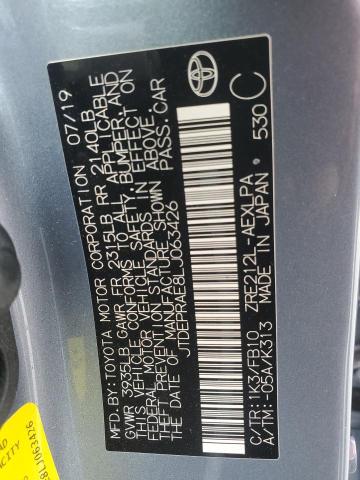 MFD.BY:TOYOTA MOTOR CORPORATION 07/19
GVWR 3935LB GAWR FR 2315LB RR 2140LB
THIS VEHICLE CONFORMS TO ALL APPLICABLE
FEDERAL MOTOR VEHICLE SAFETY, BUMPER,AND
THEFT PREVENTION STANDARDS IN EFFECT ON
THE DATE OF MANUFACTURE SHOWN ABOVE.
JTDEPRAE8LJ063426 PASS.CAR
C/TR:1K3/FB10 ZRE212L-AEXLPA
A/TM:-05A/K313 MADE IN JAPAN 530 C
TOYOTA
8LJ063426